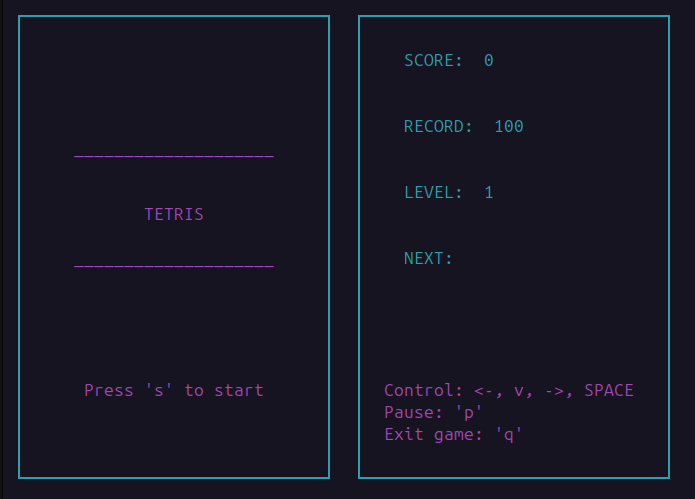 ____________________
TETRIS
____________________
Press 's' to start
SCORE:  0
RECORD:  100
LEVEL:  1
NEXT:
Control: <-, v, ->, SPACE
Pause: 'p'
Exit game: 'q'